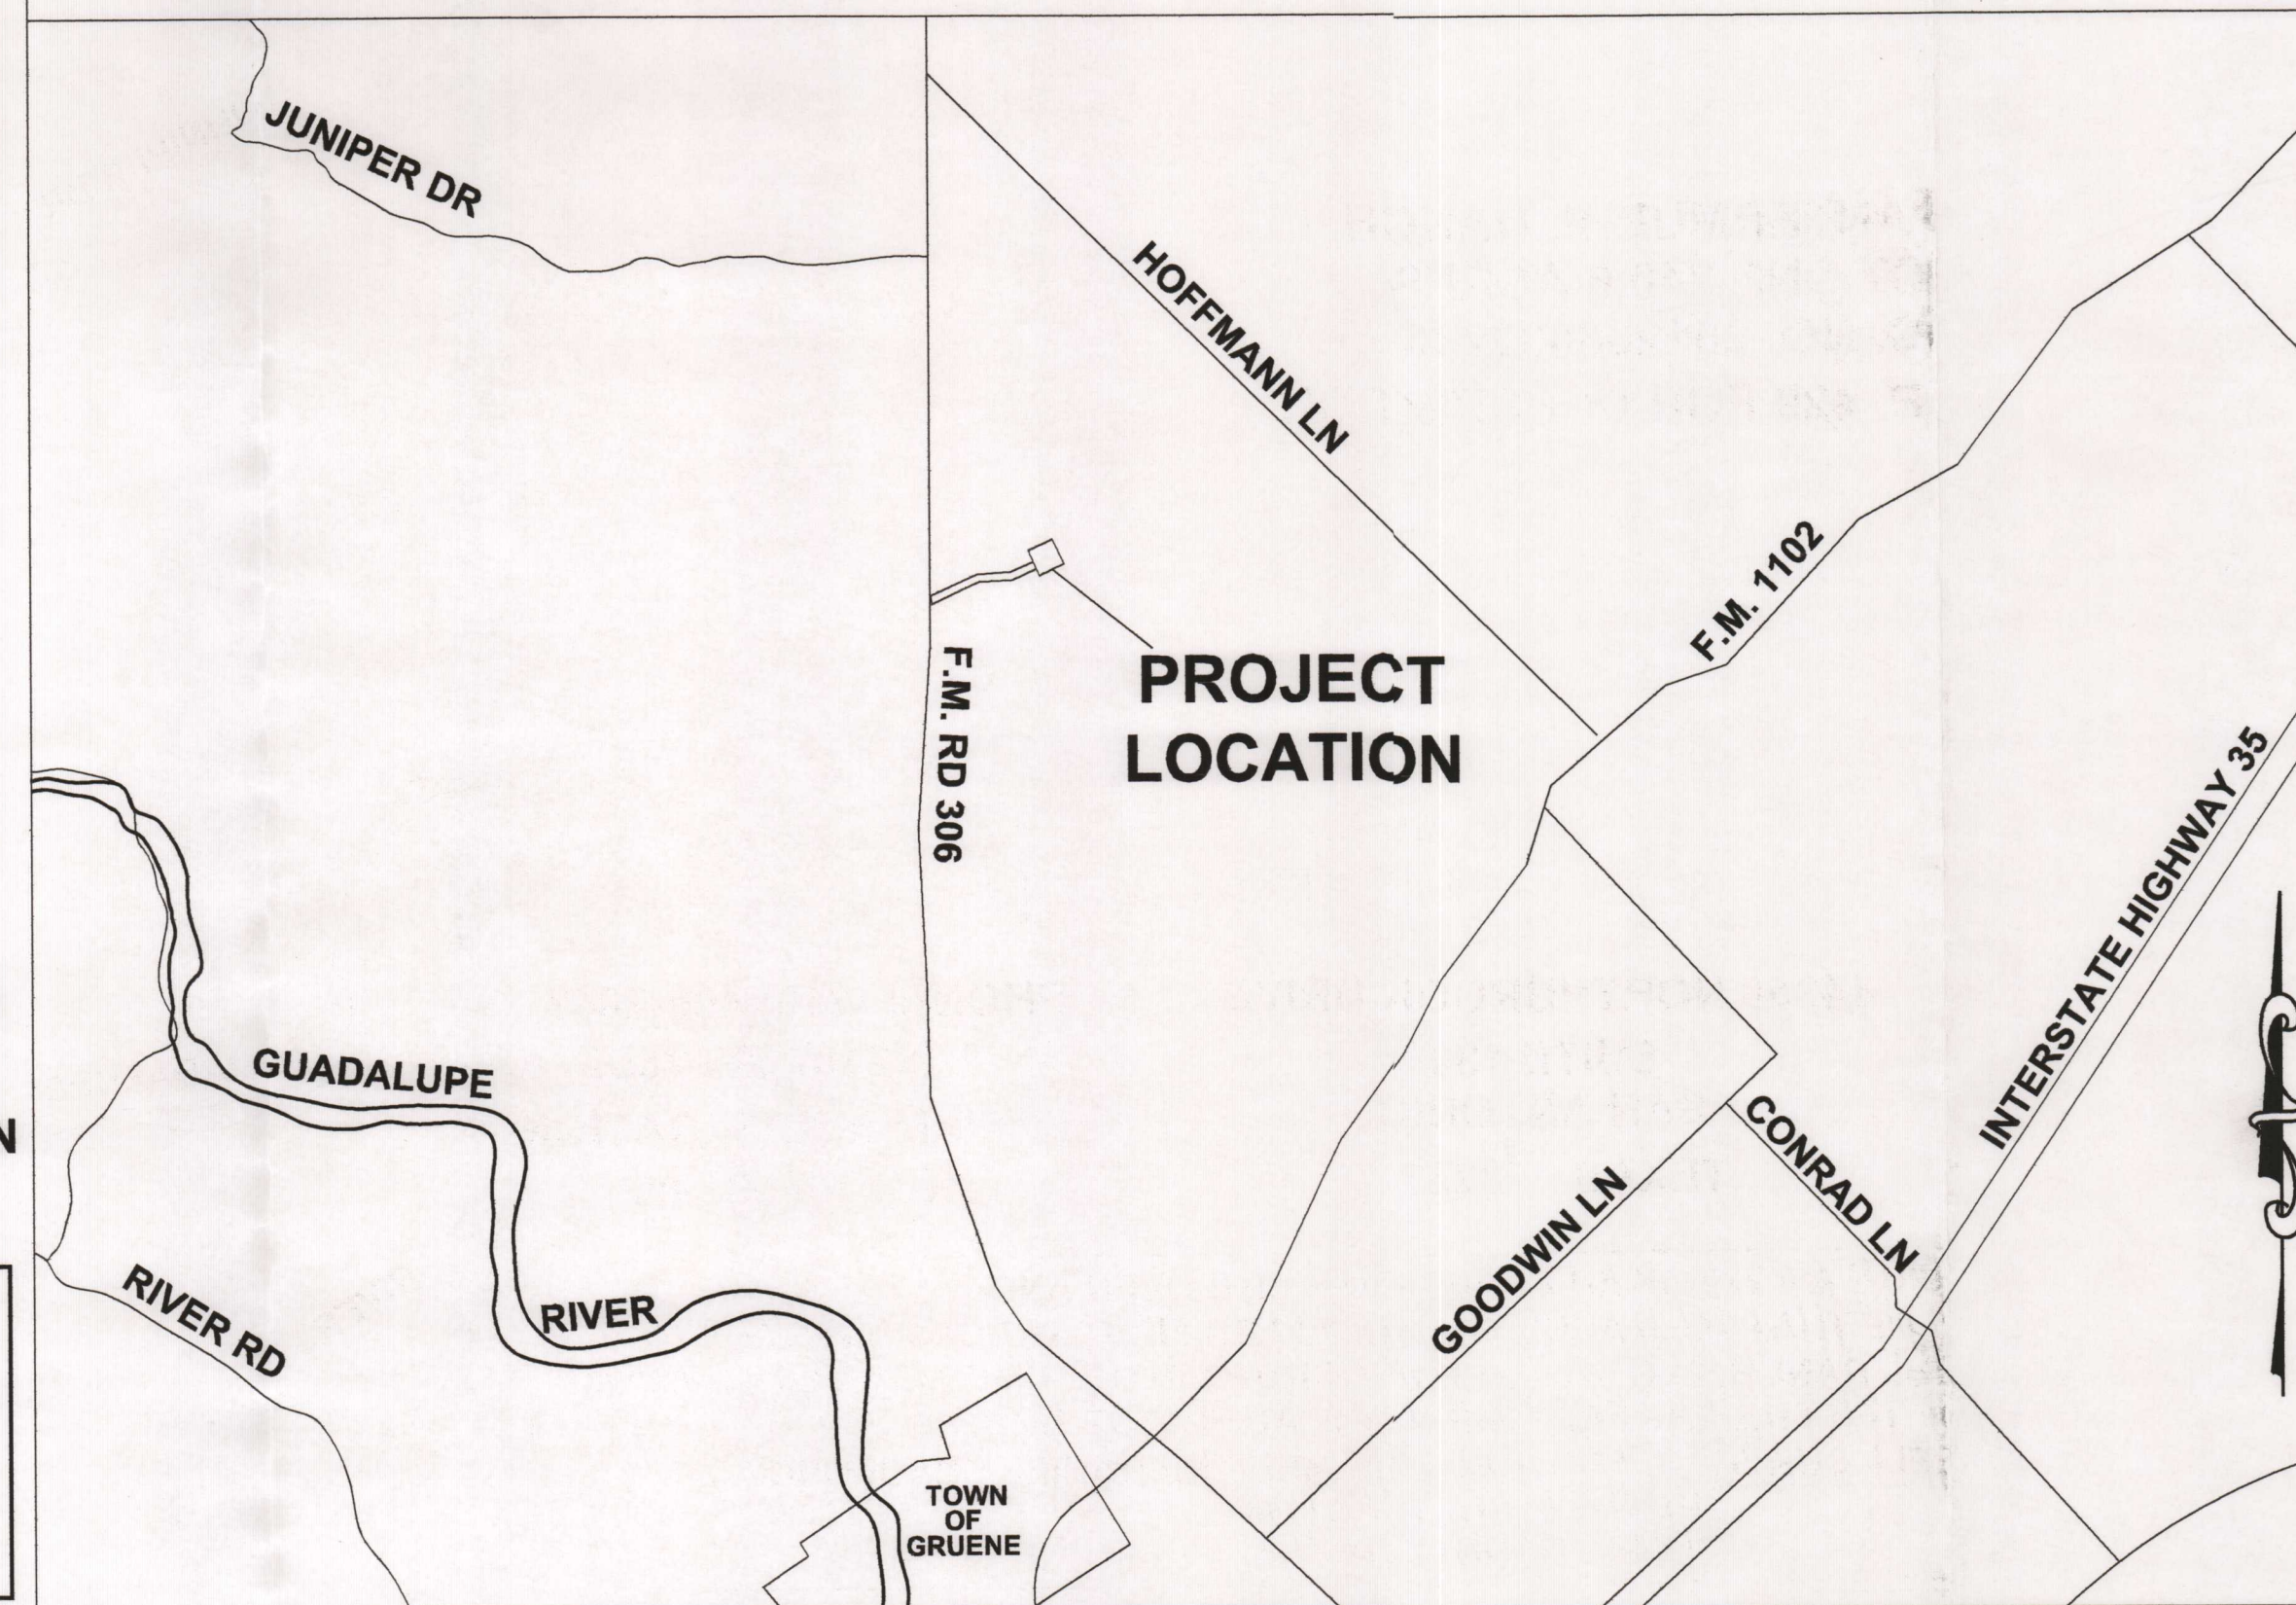 JUNIPER DR
HOFFMANN LN
F.M. 1102
PROJECT
LOCATION
F.M. RD 306
INTERSTATE HIGHWAY 35
GUADALUPE
RIVER
N
CONRAD LN
GOODWIN LN
RIVER RD
TOWN
OF
GRUENE